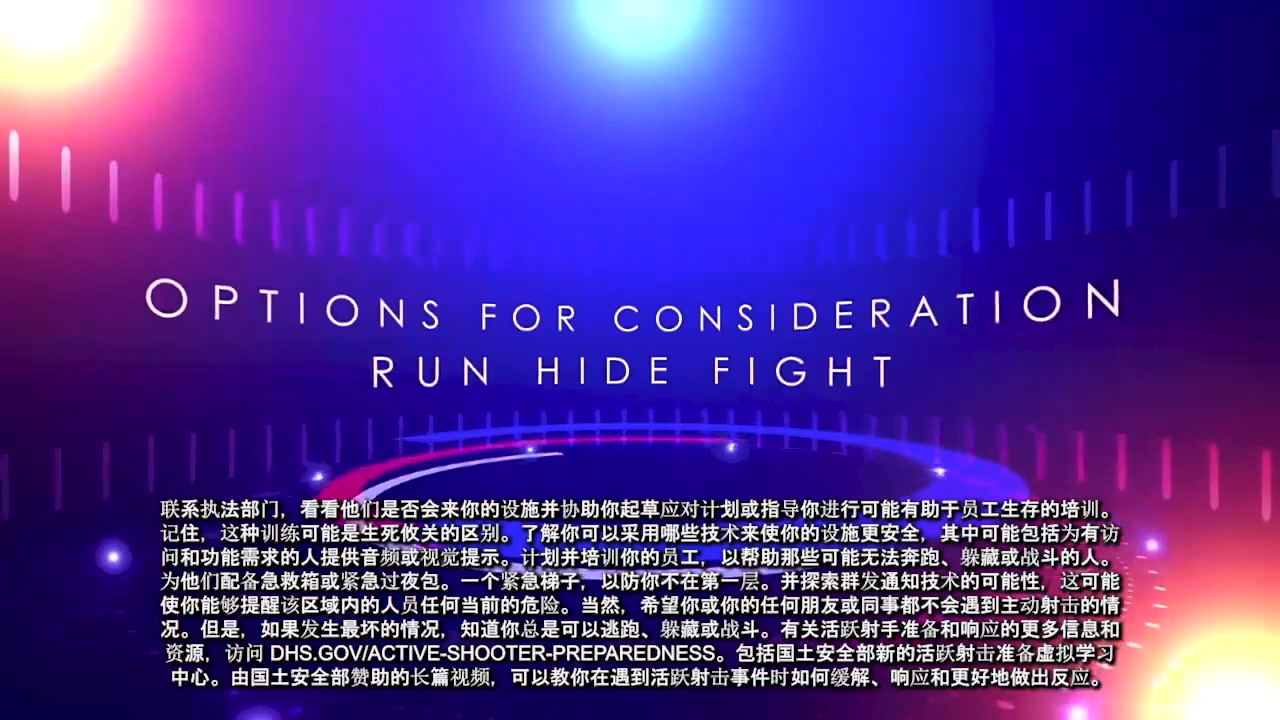 OPTIONS FOR CONSIDERATION
RUN HIDE FIGHT
联系执法部门，看看他们是否会来你的设施并协助你起草应对计划或指导你进行可能有助于员工生存的培训。
记住，这种训练可能是生死攸关的区别。了解你可以采用哪些技术来使你的设施更安全，其中可能包括为有访
问和功能需求的人提供音频或视觉提示。计划并培训你的员工，以帮助那些可能无法奔跑、躲藏或战斗的人。
为他们配备急救箱或紧急过夜包。一个紧急梯子，以防你不在第一层。并探索群发通知技术的可能性，这可能
使你能够提醒该区域内的人员任何当前的危险。当然，希望你或你的任何朋友或同事都不会遇到主动射击的情
况。但是，如果发生最坏的情况，知道你总是可以逃跑、躲藏或战斗。有关活跃射手准备和响应的更多信息和
资源，访问 DHS.GOV/ACTIVE-SHOOTER-PREPAREDNESS。包括国土安全部新的活跃射击准备虚拟学习
中心。由国土安全部赞助的长篇视频，可以教你在遇到活跃射击事件时如何缓解、响应和更好地做出反应。